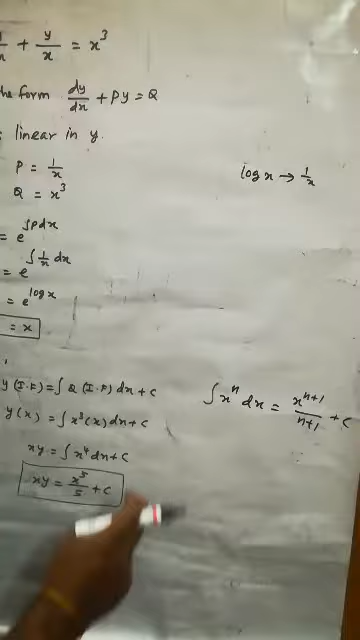 + y/x = x³
the form dy/dx + Py = Q
linear in y.
P = 1/x
Q = x³
log x → 1/x
= e^∫Pdx
= e^∫1/x dx
= e^log x
= x
y (I.F) = ∫ Q (I.F) dx + c
y (x) = ∫ x³ (x) dx + c
xy = ∫ x⁴ dx + c
xy = x⁵/5 + c
∫ xⁿ dx = xⁿ⁺¹/n+1 + c